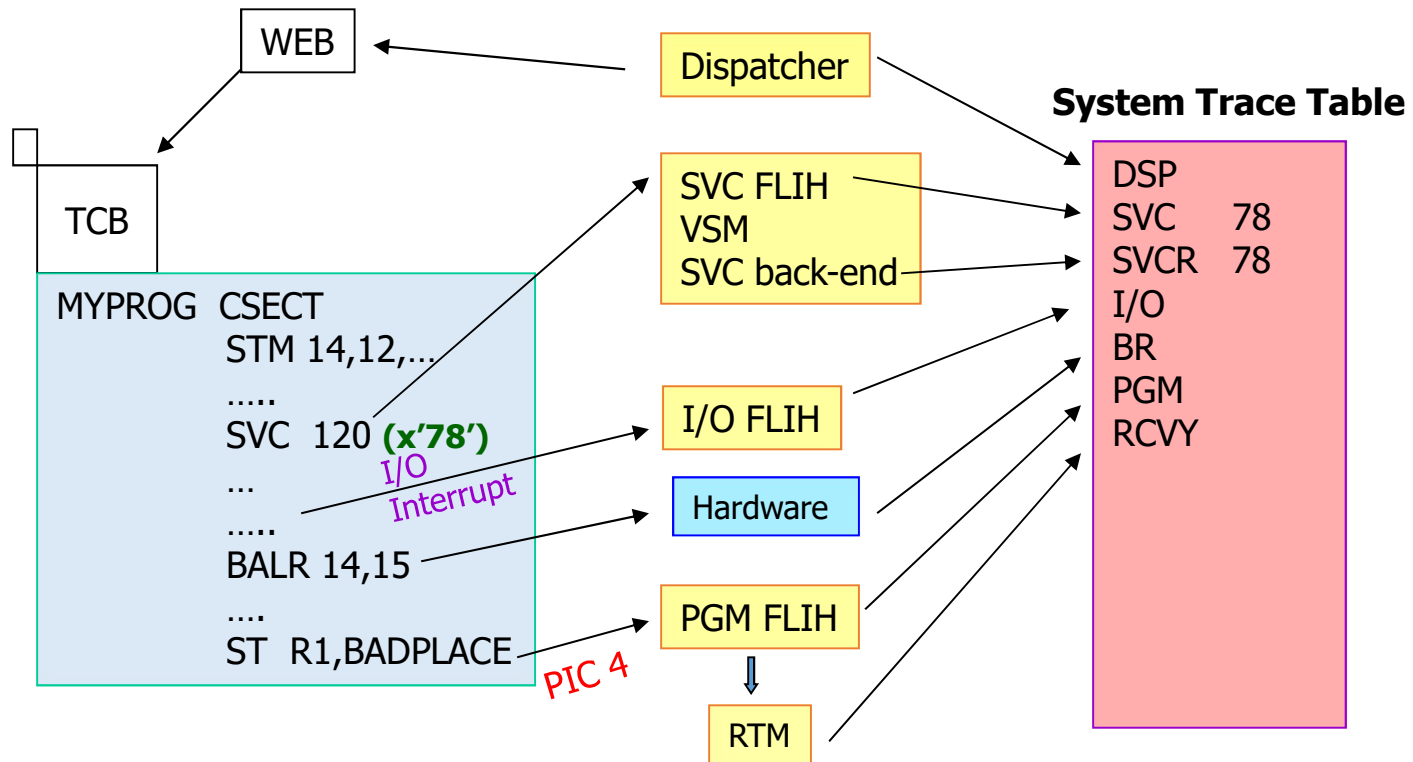 WEB
Dispatcher
System Trace Table
TCB
MYPROG CSECT
STM 14,12,...
.....
SVC 120 (x’78’)
...
.....
BALR 14,15
....
ST R1,BADPLACE
I/O
Interrupt
PIC 4
SVC FLIH
VSM
SVC back-end
I/O FLIH
Hardware
PGM FLIH
RTM
DSP
SVC 78
SVCR 78
I/O
BR
PGM
RCVY